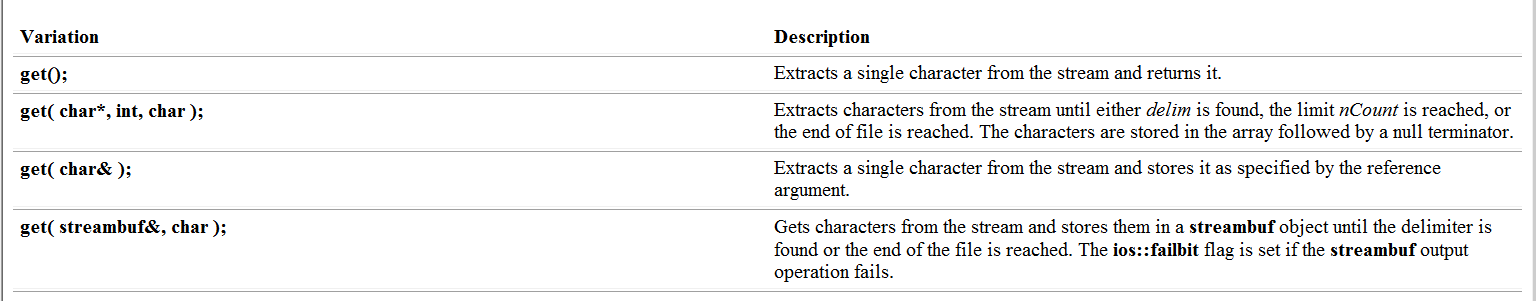 Variation Description
get(); Extracts a single character from the stream and returns it.
get( char*, int, char ); Extracts characters from the stream until either delim is found, the limit nCount is reached, or
the end of file is reached. The characters are stored in the array followed by a null terminator.
get( char& ); Extracts a single character from the stream and stores it as specified by the reference
argument.
get( streambuf&, char ); Gets characters from the stream and stores them in a streambuf object until the delimiter is
found or the end of the file is reached. The ios::failbit flag is set if the streambuf output
operation fails.